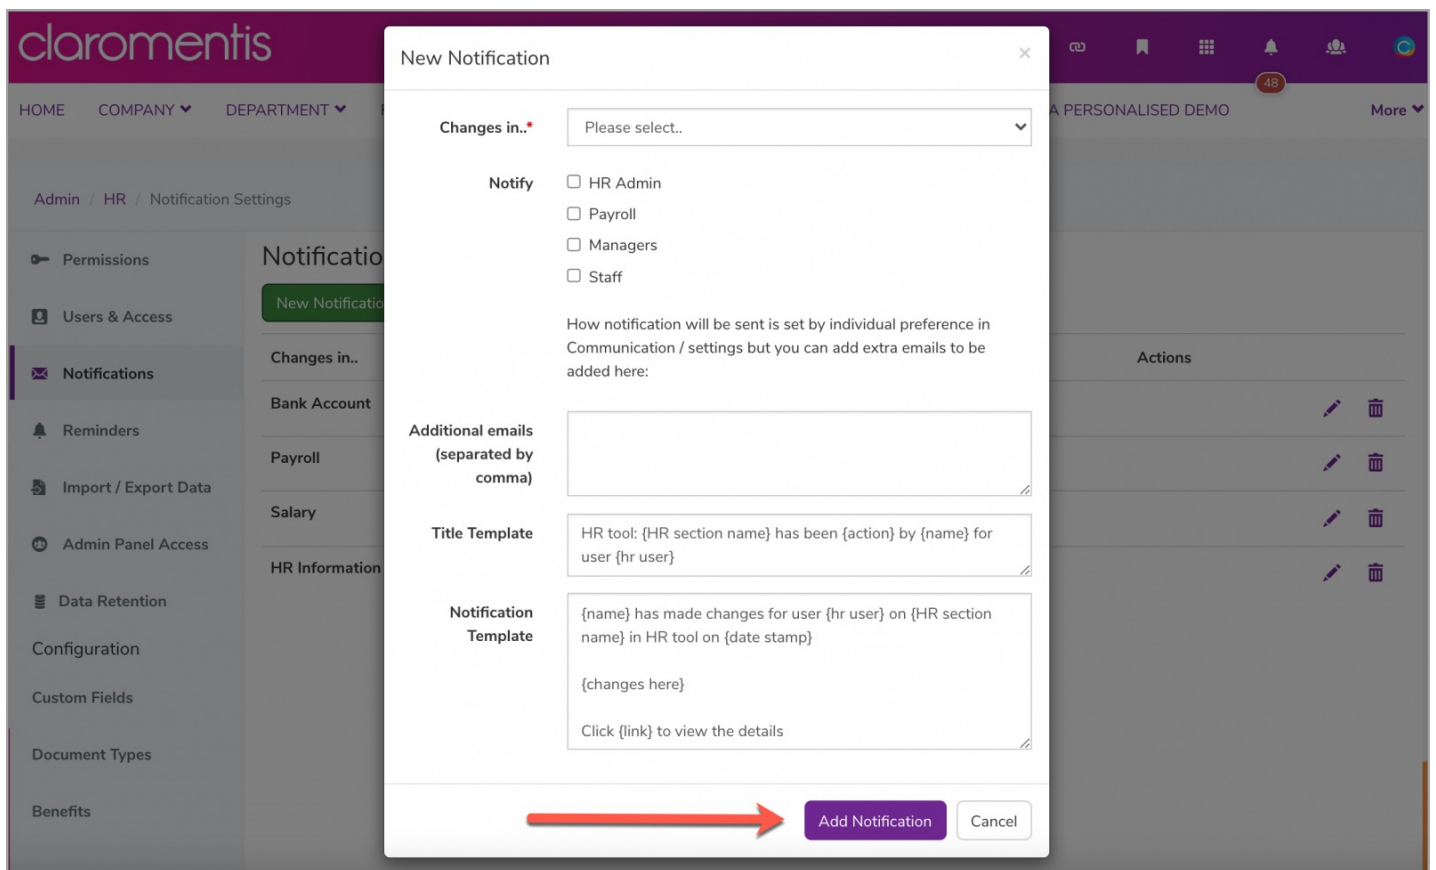 claromentis
48
HOME COMPANY DEPARTMENT
A PERSONALISED DEMO More
Admin / HR / Notification Settings
Permissions
Users & Access
Notifications
Reminders
Import / Export Data
Admin Panel Access
Data Retention
Configuration
Custom Fields
Document Types
Benefits
Notificatio
New Notificatio
Changes in.. Actions
Bank Account
Payroll
Salary
HR Information
New Notification ×
Changes in..* Please select..
Notify HR Admin
Payroll
Managers
Staff
How notification will be sent is set by individual preference in
Communication / settings but you can add extra emails to be
added here:
Additional emails
(separated by
comma)
Title Template HR tool: {HR section name} has been {action} by {name} for
user {hr user}
Notification {name} has made changes for user {hr user} on {HR section
Template name} in HR tool on {date stamp}
{changes here}
Click {link} to view the details
Add Notification Cancel